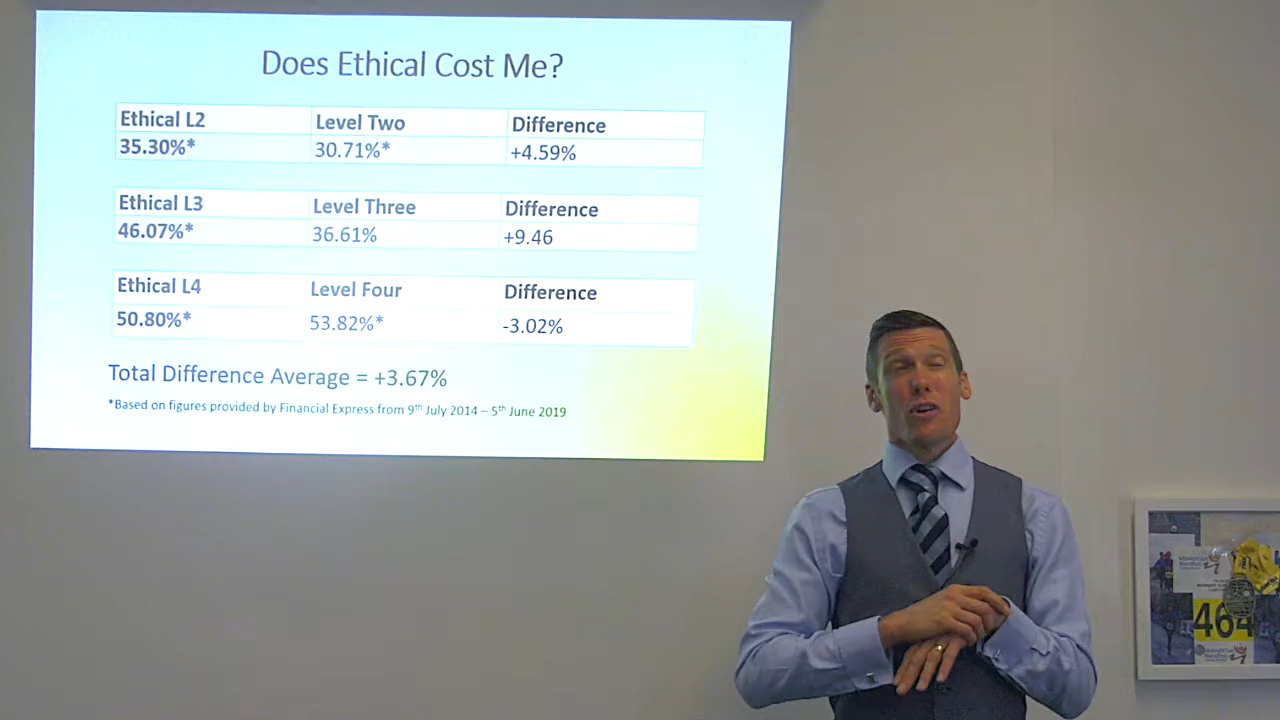 Does Ethical Cost Me?
Ethical L2 Level Two Difference
35.30%* 30.71%* +4.59%
Ethical L3 Level Three Difference
46.07%* 36.61% +9.46
Ethical L4 Level Four Difference
50.80%* 53.82%* -3.02%
Total Difference Average = +3.67%
*Based on figures provided by Financial Express from 9th July 2014 – 5th June 2019
464